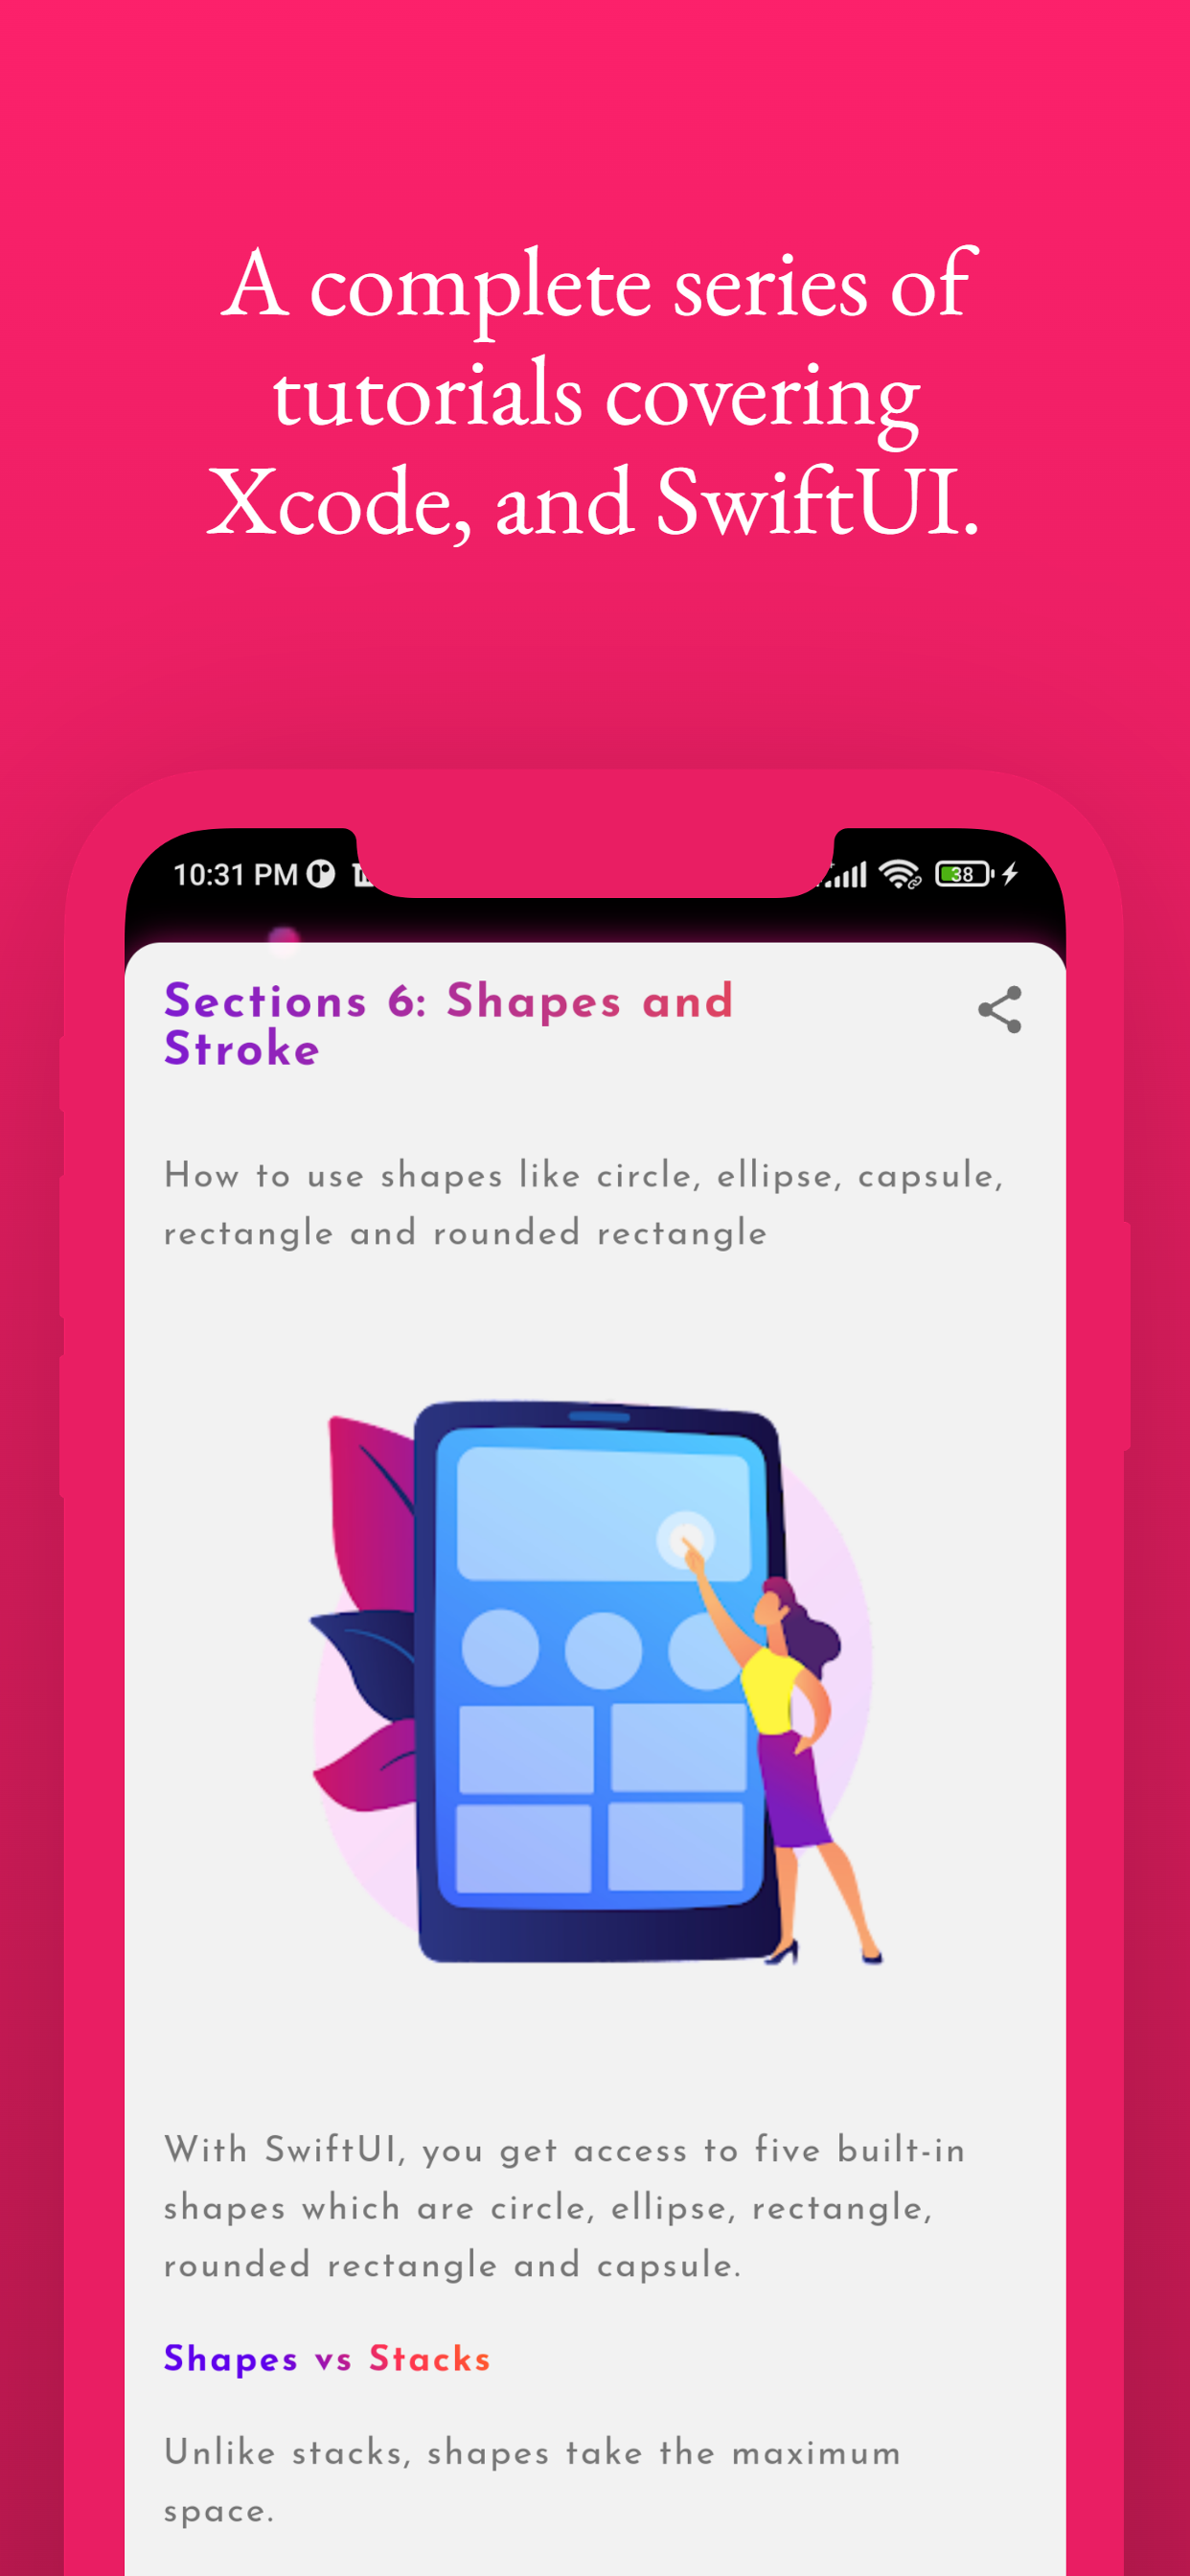 A complete series of
tutorials covering
Xcode, and SwiftUI.
10:31 PM
38
Sections 6: Shapes and
Stroke
How to use shapes like circle, ellipse, capsule,
rectangle and rounded rectangle
With SwiftUI, you get access to five built-in
shapes which are circle, ellipse, rectangle,
rounded rectangle and capsule.
Shapes vs Stacks
Unlike stacks, shapes take the maximum
space.